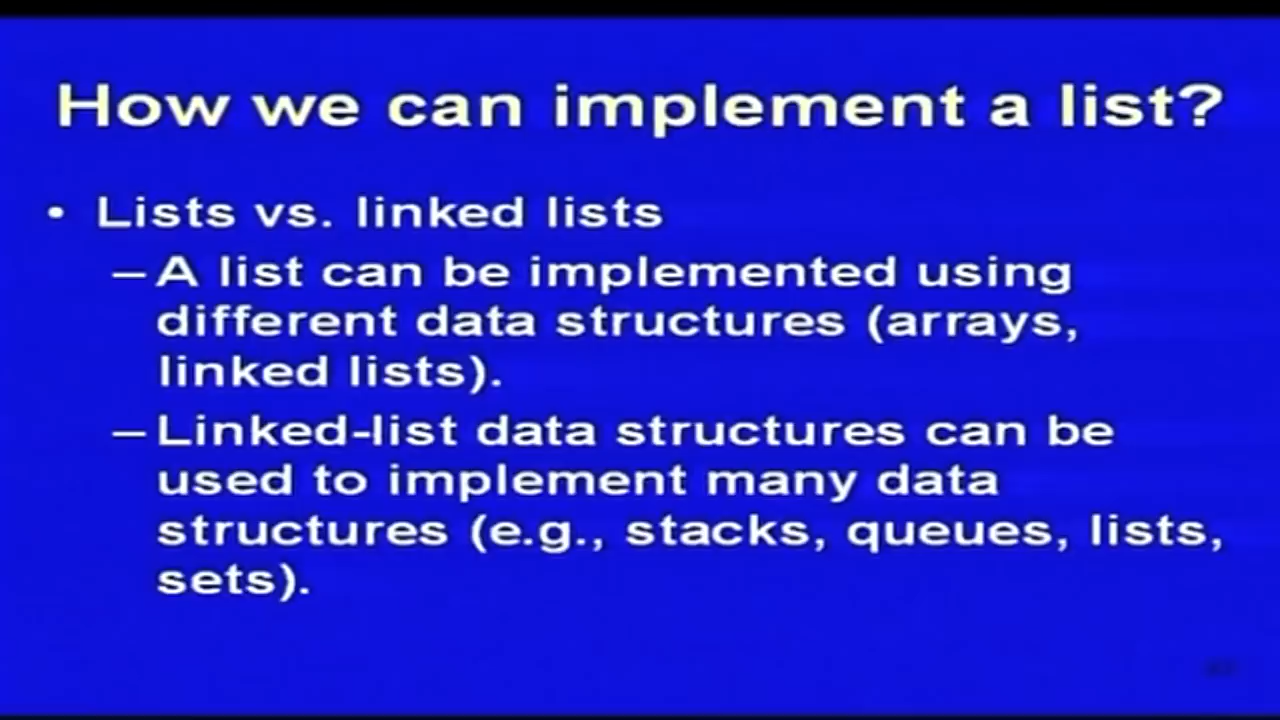 How we can implement a list?
• Lists vs. linked lists
– A list can be implemented using
different data structures (arrays,
linked lists).
– Linked-list data structures can be
used to implement many data
structures (e.g., stacks, queues, lists,
sets).